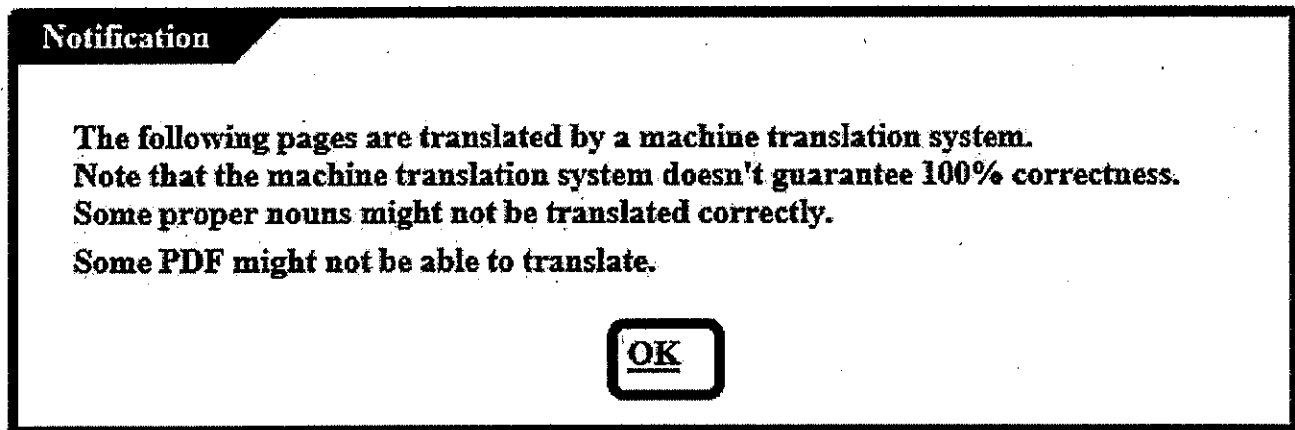 Notification
The following pages are translated by a machine translation system.
Note that the machine translation system doesn't guarantee 100% correctness.
Some proper nouns might not be translated correctly.
Some PDF might not be able to translate.
OK